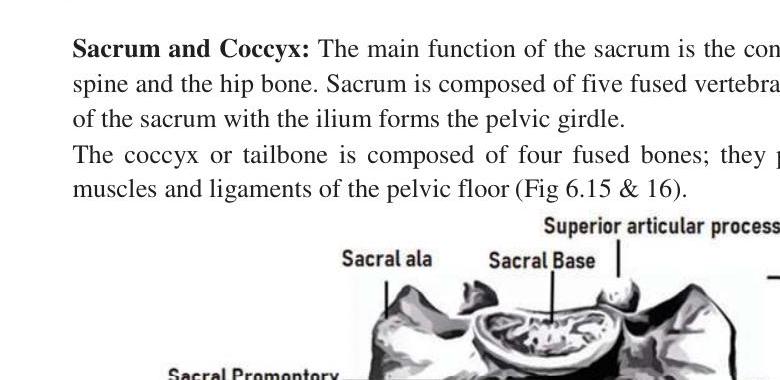 Sacrum and Coccyx: The main function of the sacrum is the con
spine and the hip bone. Sacrum is composed of five fused vertebra
of the sacrum with the ilium forms the pelvic girdle.
The coccyx or tailbone is composed of four fused bones; they p
muscles and ligaments of the pelvic floor (Fig 6.15 & 16).
Superior articular process
Sacral ala Sacral Base
Sacral Promontory